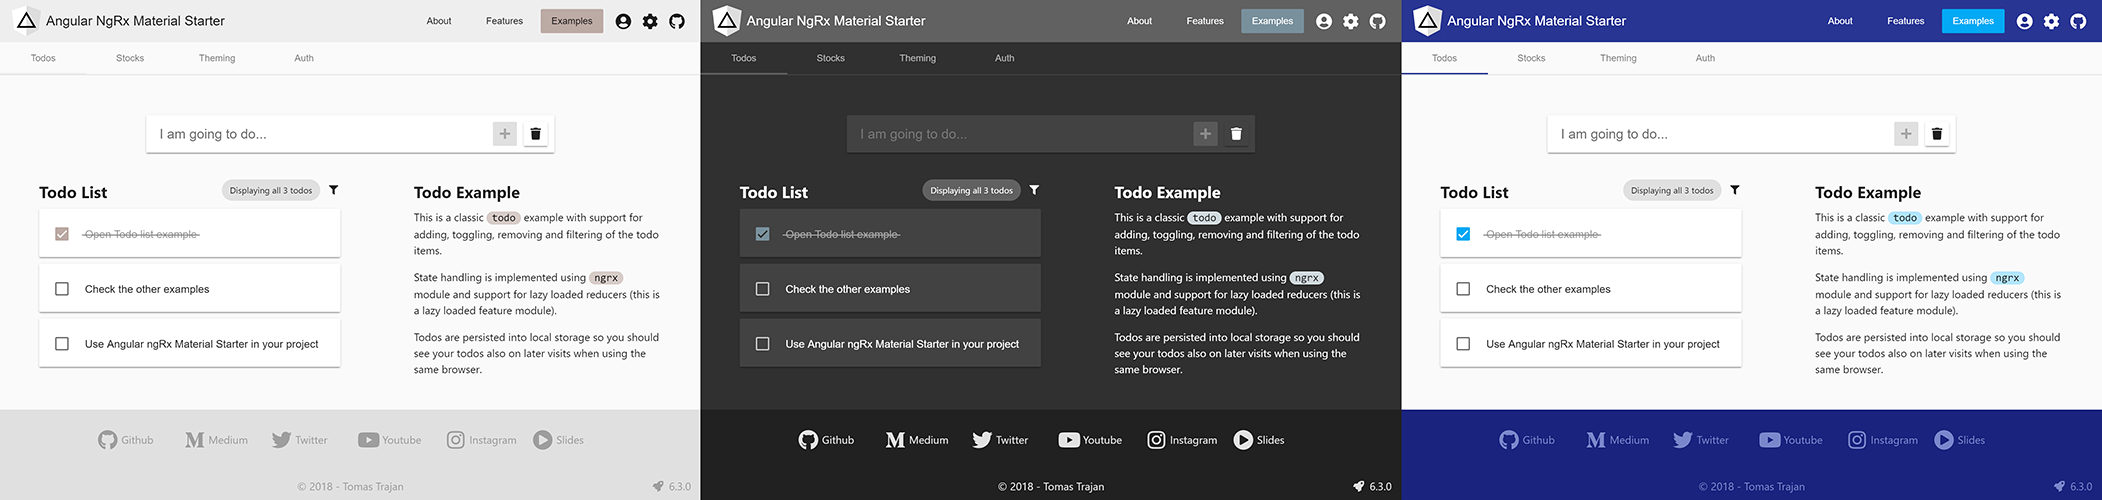 Angular NgRx Material Starter
About
Features
Examples
Todos
Stocks
Theming
Auth
I am going to do...
Todo List
Displaying all 3 todos
Open Todo list example
Check the other examples
Use Angular ngRx Material Starter in your project
Todo Example
This is a classic todo example with support for
adding, toggling, removing and filtering of the todo
items.
State handling is implemented using ngrx
module and support for lazy loaded reducers (this is
a lazy loaded feature module).
Todos are persisted into local storage so you should
see your todos also on later visits when using the
same browser.
Github
Medium
Twitter
Youtube
Instagram
Slides
© 2018 - Tomas Trajan
6.3.0
Angular NgRx Material Starter
About
Features
Examples
Todos
Stocks
Theming
Auth
I am going to do...
Todo List
Displaying all 3 todos
Open Todo list example
Check the other examples
Use Angular ngRx Material Starter in your project
Todo Example
This is a classic todo example with support for
adding, toggling, removing and filtering of the todo
items.
State handling is implemented using ngrx
module and support for lazy loaded reducers (this is
a lazy loaded feature module).
Todos are persisted into local storage so you should
see your todos also on later visits when using the
same browser.
Github
Medium
Twitter
Youtube
Instagram
Slides
© 2018 - Tomas Trajan
6.3.0
Angular NgRx Material Starter
About
Features
Examples
Todos
Stocks
Theming
Auth
I am going to do...
Todo List
Displaying all 3 todos
Open Todo list example
Check the other examples
Use Angular ngRx Material Starter in your project
Todo Example
This is a classic todo example with support for
adding, toggling, removing and filtering of the todo
items.
State handling is implemented using ngrx
module and support for lazy loaded reducers (this is
a lazy loaded feature module).
Todos are persisted into local storage so you should
see your todos also on later visits when using the
same browser.
Github
Medium
Twitter
Youtube
Instagram
Slides
© 2018 - Tomas Trajan
6.3.0